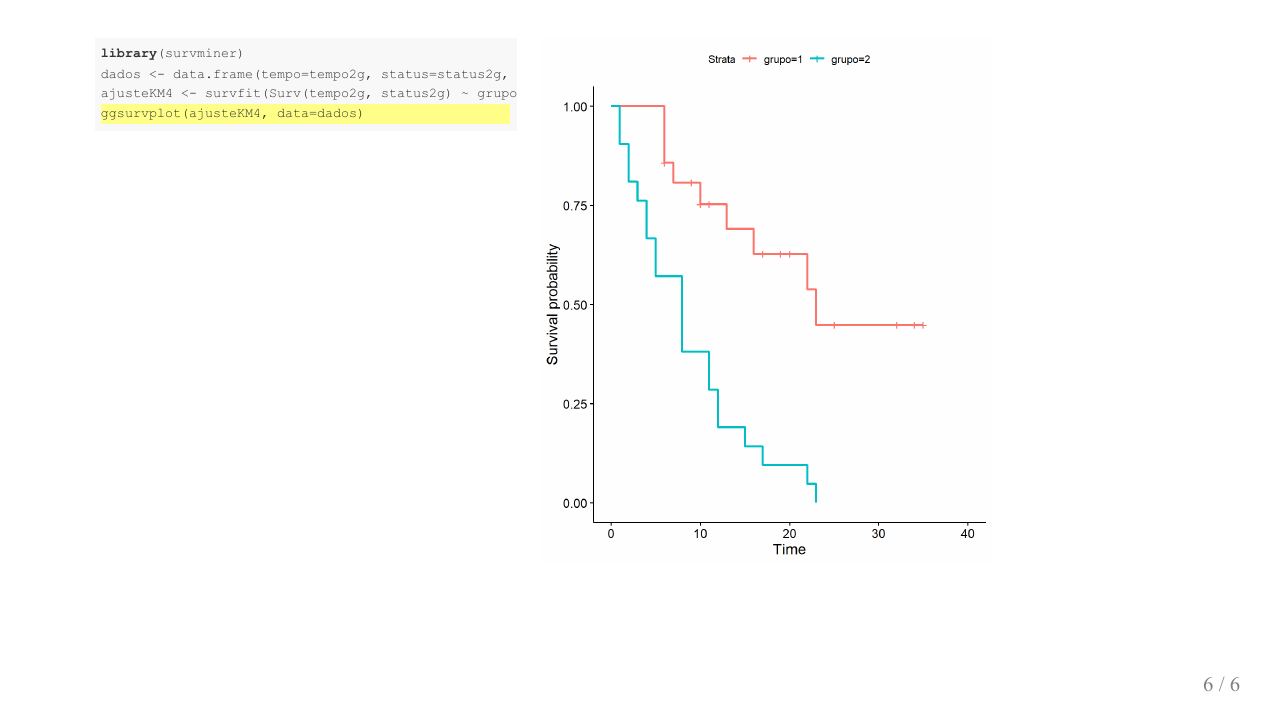 library(survminer)
dados <- data.frame(tempo=tempo2g, status=status2g,
ajusteKM4 <- survfit(Surv(tempo2g, status2g) ~ grupo
ggsurvplot(ajusteKM4, data=dados)
Strata grupo=1 grupo=2
1.00
0.75
0.50
0.25
0.00
Survival probability
0 10 20 30 40
Time
6 / 6